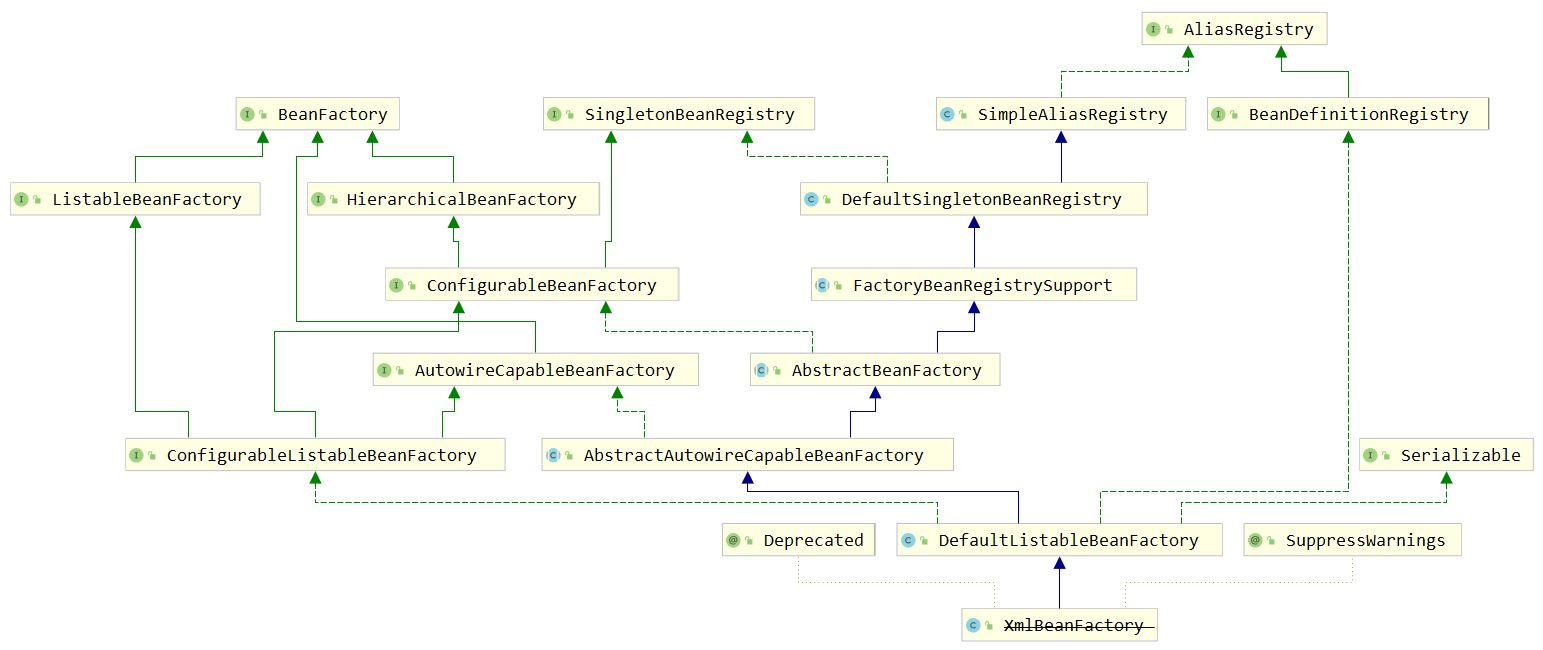 AliasRegistry
BeanFactory
SingletonBeanRegistry
SimpleAliasRegistry
BeanDefinitionRegistry
ListableBeanFactory
HierarchicalBeanFactory
DefaultSingletonBeanRegistry
ConfigurableBeanFactory
FactoryBeanRegistrySupport
AutowireCapableBeanFactory
AbstractBeanFactory
ConfigurableListableBeanFactory
AbstractAutowireCapableBeanFactory
Serializable
Deprecated
DefaultListableBeanFactory
SuppressWarnings
XmlBeanFactory